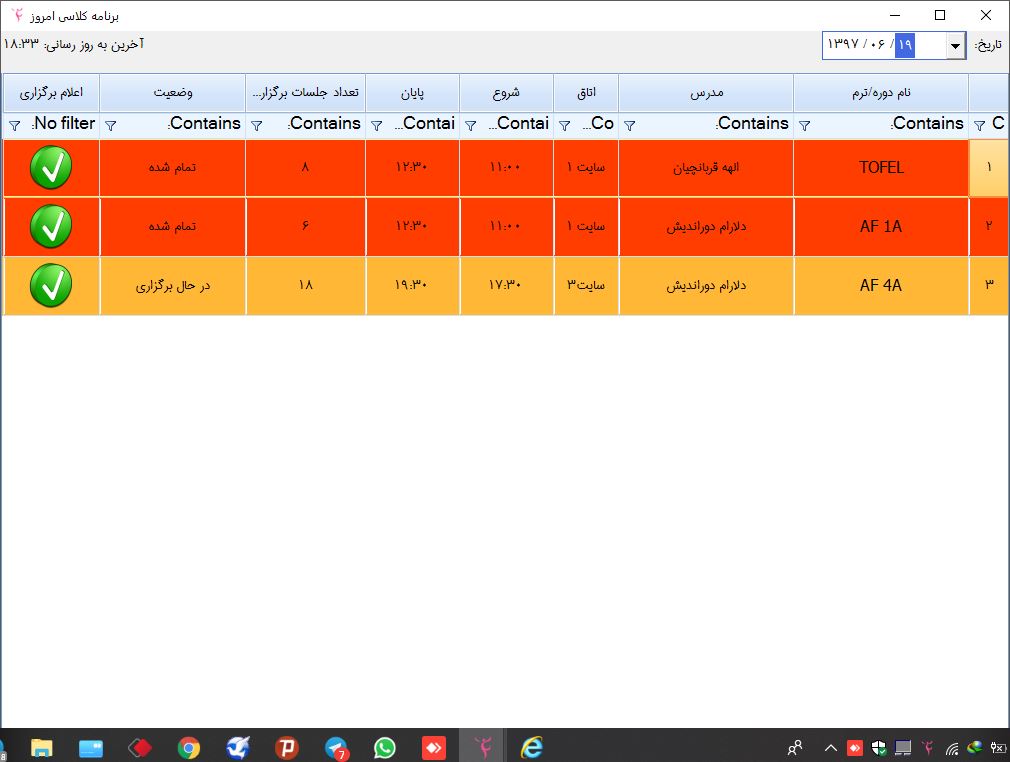 برنامه کلاسی امروز
تاریخ: ۱۳۹۷ / ۰۶ / ۱۹
آخرین به روز رسانی: ۱۸:۳۳
نام دوره/ترم مدرس اتاق شروع پایان تعداد جلسات برگزار... وضعیت اعلام برگزاری
C Contains: Contains: Co... Contai... Contai... Contains: Contains: No filter:
۱ TOFEL الهه قربانچیان سایت ۱ ۱۱:۰۰ ۱۲:۳۰ ۸ تمام شده
۲ AF 1A دلارام دوراندیش سایت ۱ ۱۱:۰۰ ۱۲:۳۰ ۶ تمام شده
۳ AF 4A دلارام دوراندیش سایت۳ ۱۷:۳۰ ۱۹:۳۰ ۱۸ در حال برگزاری
8 7